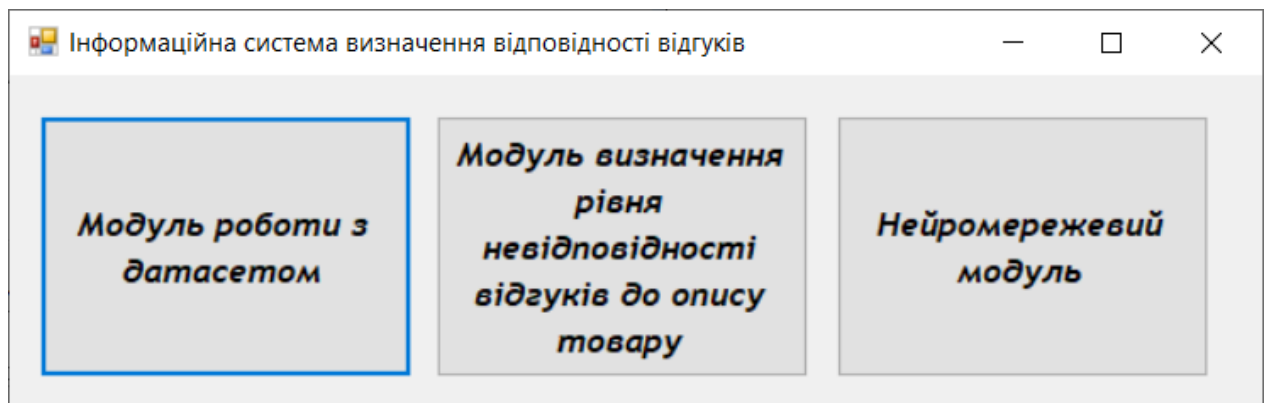 Інформаційна система визначення відповідності відгуків
Модуль роботи з
датасетом
Модуль визначення
рівня
невідповідності
відгуків до опису
товару
Нейромережевий
модуль